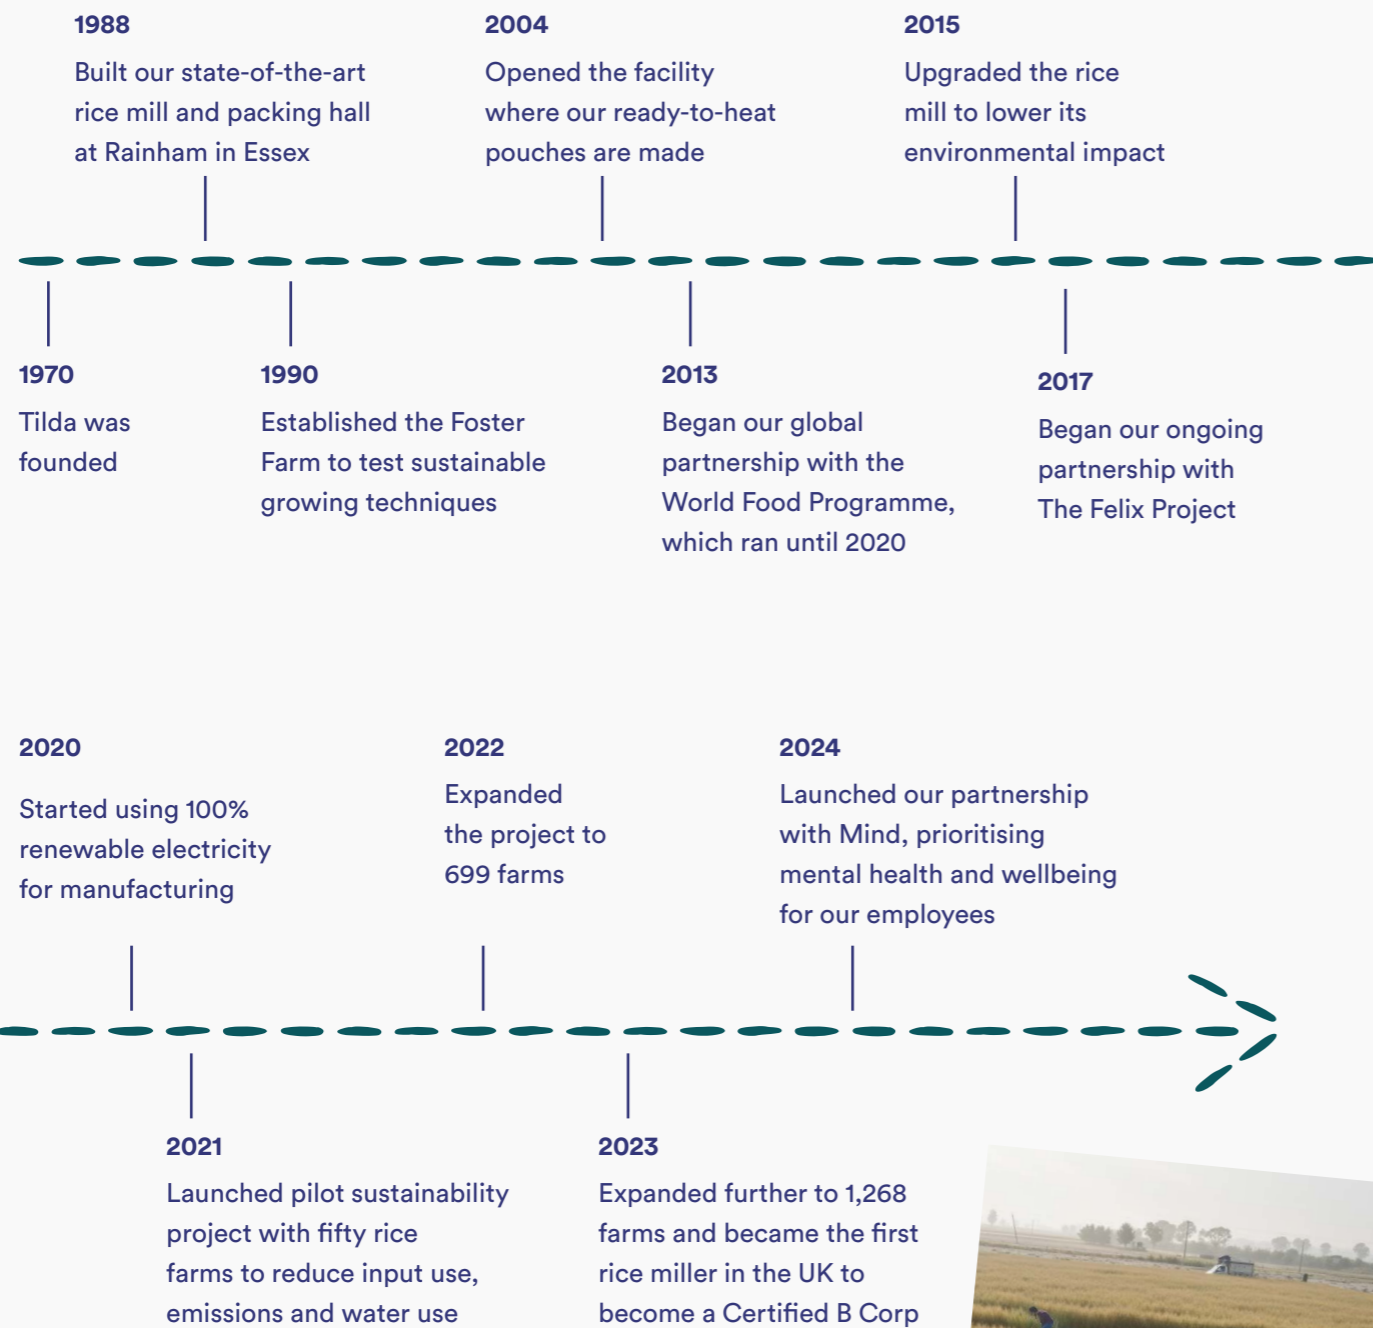 1988
Built our state-of-the-art
rice mill and packing hall
at Rainham in Essex
2004
Opened the facility
where our ready-to-heat
pouches are made
2015
Upgraded the rice
mill to lower its
environmental impact
1970
Tilda was
founded
1990
Established the Foster
Farm to test sustainable
growing techniques
2013
Began our global
partnership with the
World Food Programme,
which ran until 2020
2017
Began our ongoing
partnership with
The Felix Project
2020
Started using 100%
renewable electricity
for manufacturing
2022
Expanded
the project to
699 farms
2024
Launched our partnership
with Mind, prioritising
mental health and wellbeing
for our employees
2021
Launched pilot sustainability
project with fifty rice
farms to reduce input use,
emissions and water use
2023
Expanded further to 1,268
farms and became the first
rice miller in the UK to
become a Certified B Corp